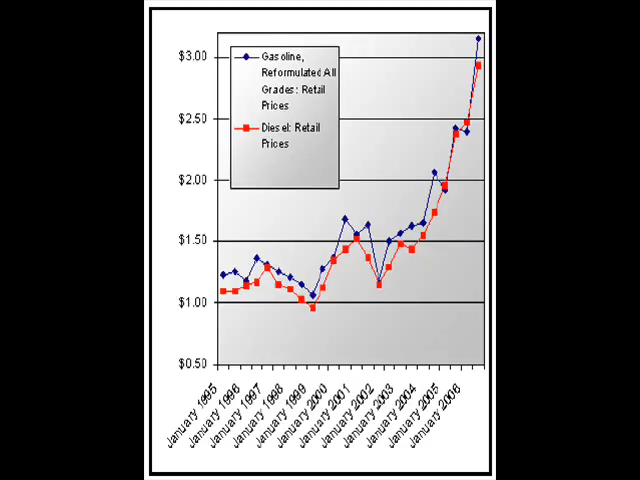 $3.00
$2.50
$2.00
$1.50
$1.00
$0.50
Gasoline,
Reformulated All
Grades: Retail
Prices
Diesel: Retail
Prices
January 1995
January 1996
January 1997
January 1998
January 1999
January 2000
January 2001
January 2002
January 2003
January 2004
January 2005
January 2006